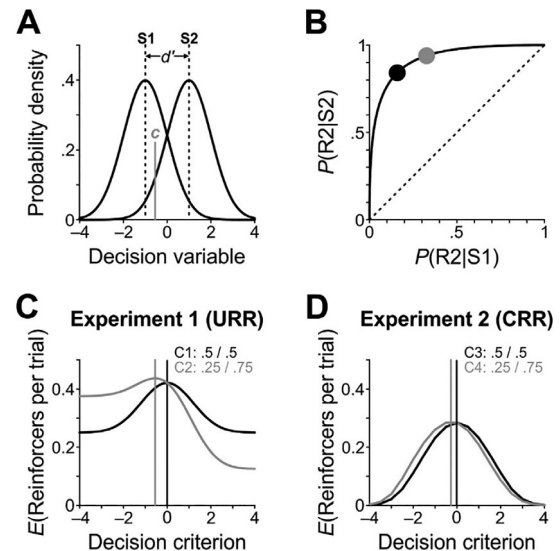 A
S1 S2
d'
c
.4
.2
0
Probability density
−4 −2 0 2 4
Decision variable
B
1
.5
0
P(R2|S2)
0 .5 1
P(R2|S1)
C
Experiment 1 (URR)
C1: .5 / .5
C2: .25 / .75
0.4
0.2
0
E(Reinforcers per trial)
−4 −2 0 2 4
Decision criterion
D
Experiment 2 (CRR)
C3: .5 / .5
C4: .25 / .75
0.4
0.2
0
E(Reinforcers per trial)
−4 −2 0 2 4
Decision criterion